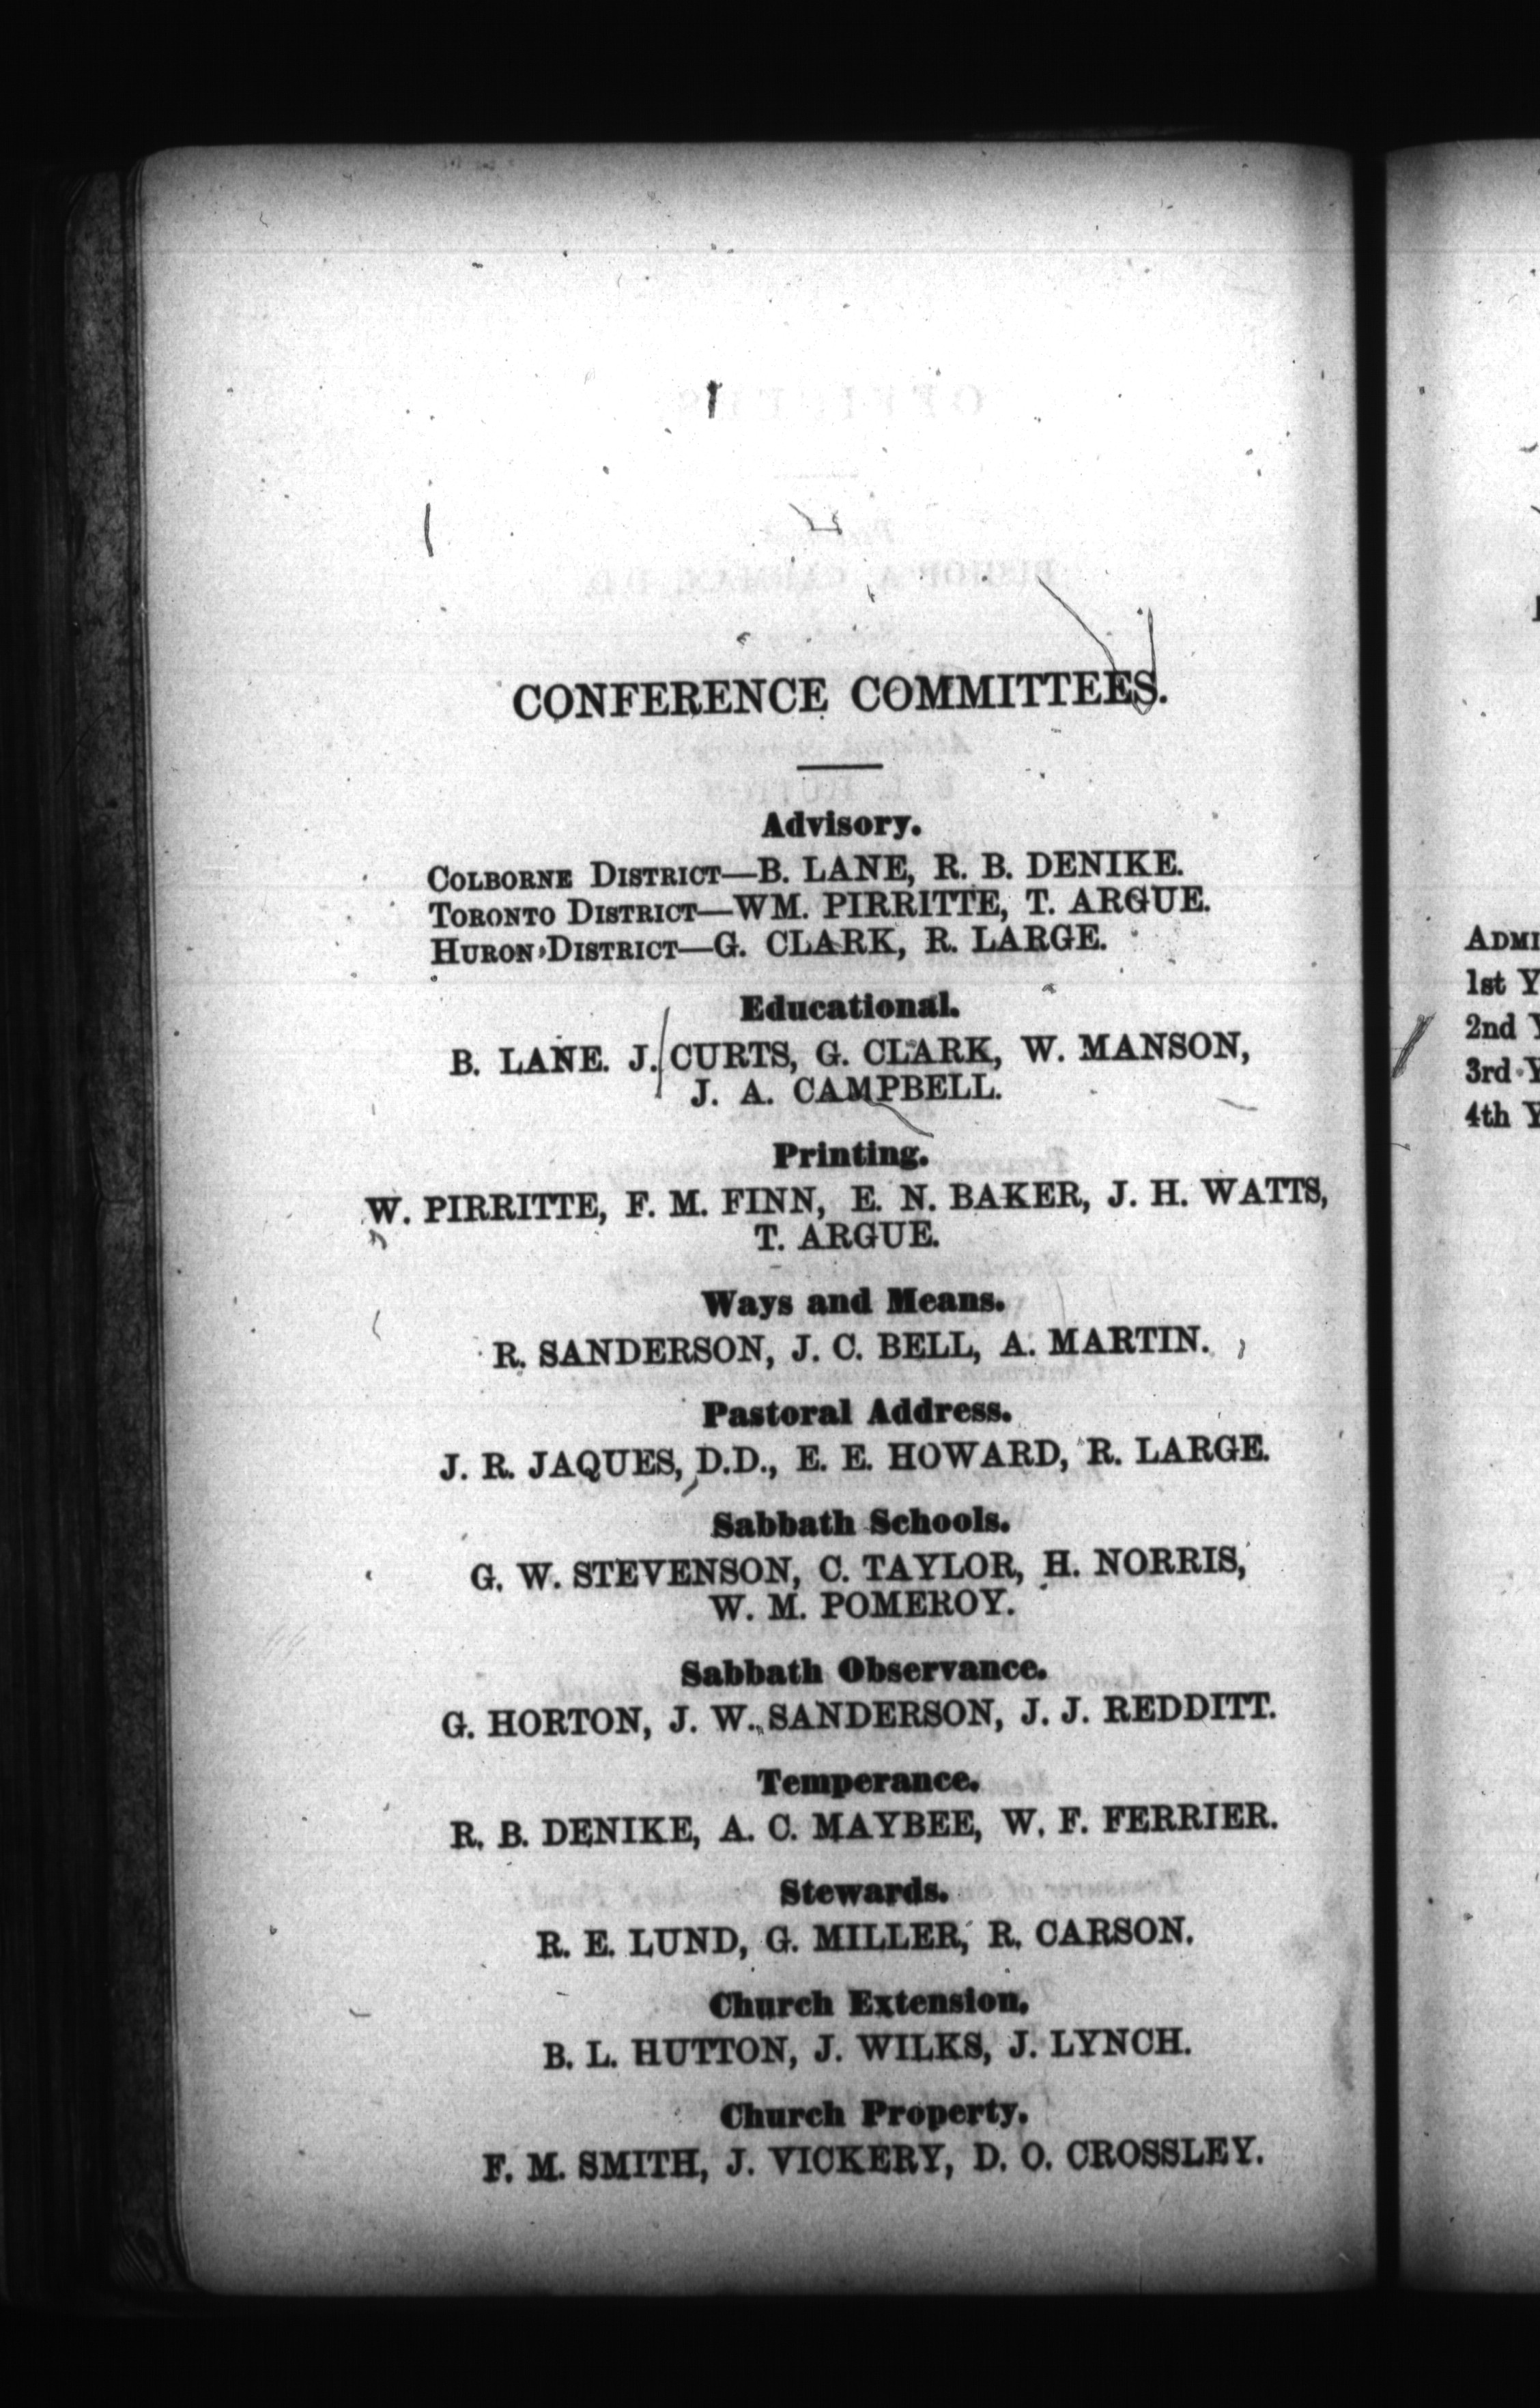 CONFERENCE COMMITTEES.
Advisory.
COLBORNE DISTRICT—B. LANE, R. B. DENIKE.
TORONTO DISTRICT—WM. PIRRITTE, T. ARGUE.
HURON DISTRICT—G. CLARK, R. LARGE.
Educational.
B. LANE. J. CURTS, G. CLARK, W. MANSON,
J. A. CAMPBELL.
Printing.
W. PIRRITTE, F. M. FINN, E. N. BAKER, J. H. WATTS,
T. ARGUE.
Ways and Means.
R. SANDERSON, J. C. BELL, A. MARTIN.
Pastoral Address.
J. R. JAQUES, D.D., E. E. HOWARD, R. LARGE.
Sabbath Schools.
G. W. STEVENSON, C. TAYLOR, H. NORRIS,
W. M. POMEROY.
Sabbath Observance.
G. HORTON, J. W. SANDERSON, J. J. REDDITT.
Temperance.
R. B. DENIKE, A. C. MAYBEE, W. F. FERRIER.
Stewards.
R. E. LUND, G. MILLER, R. CARSON.
Church Extension.
B. L. HUTTON, J. WILKS, J. LYNCH.
Church Property.
F. M. SMITH, J. VICKERY, D. O. CROSSLEY.
ADMI
1st Y
2nd Y
3rd Y
4th Y